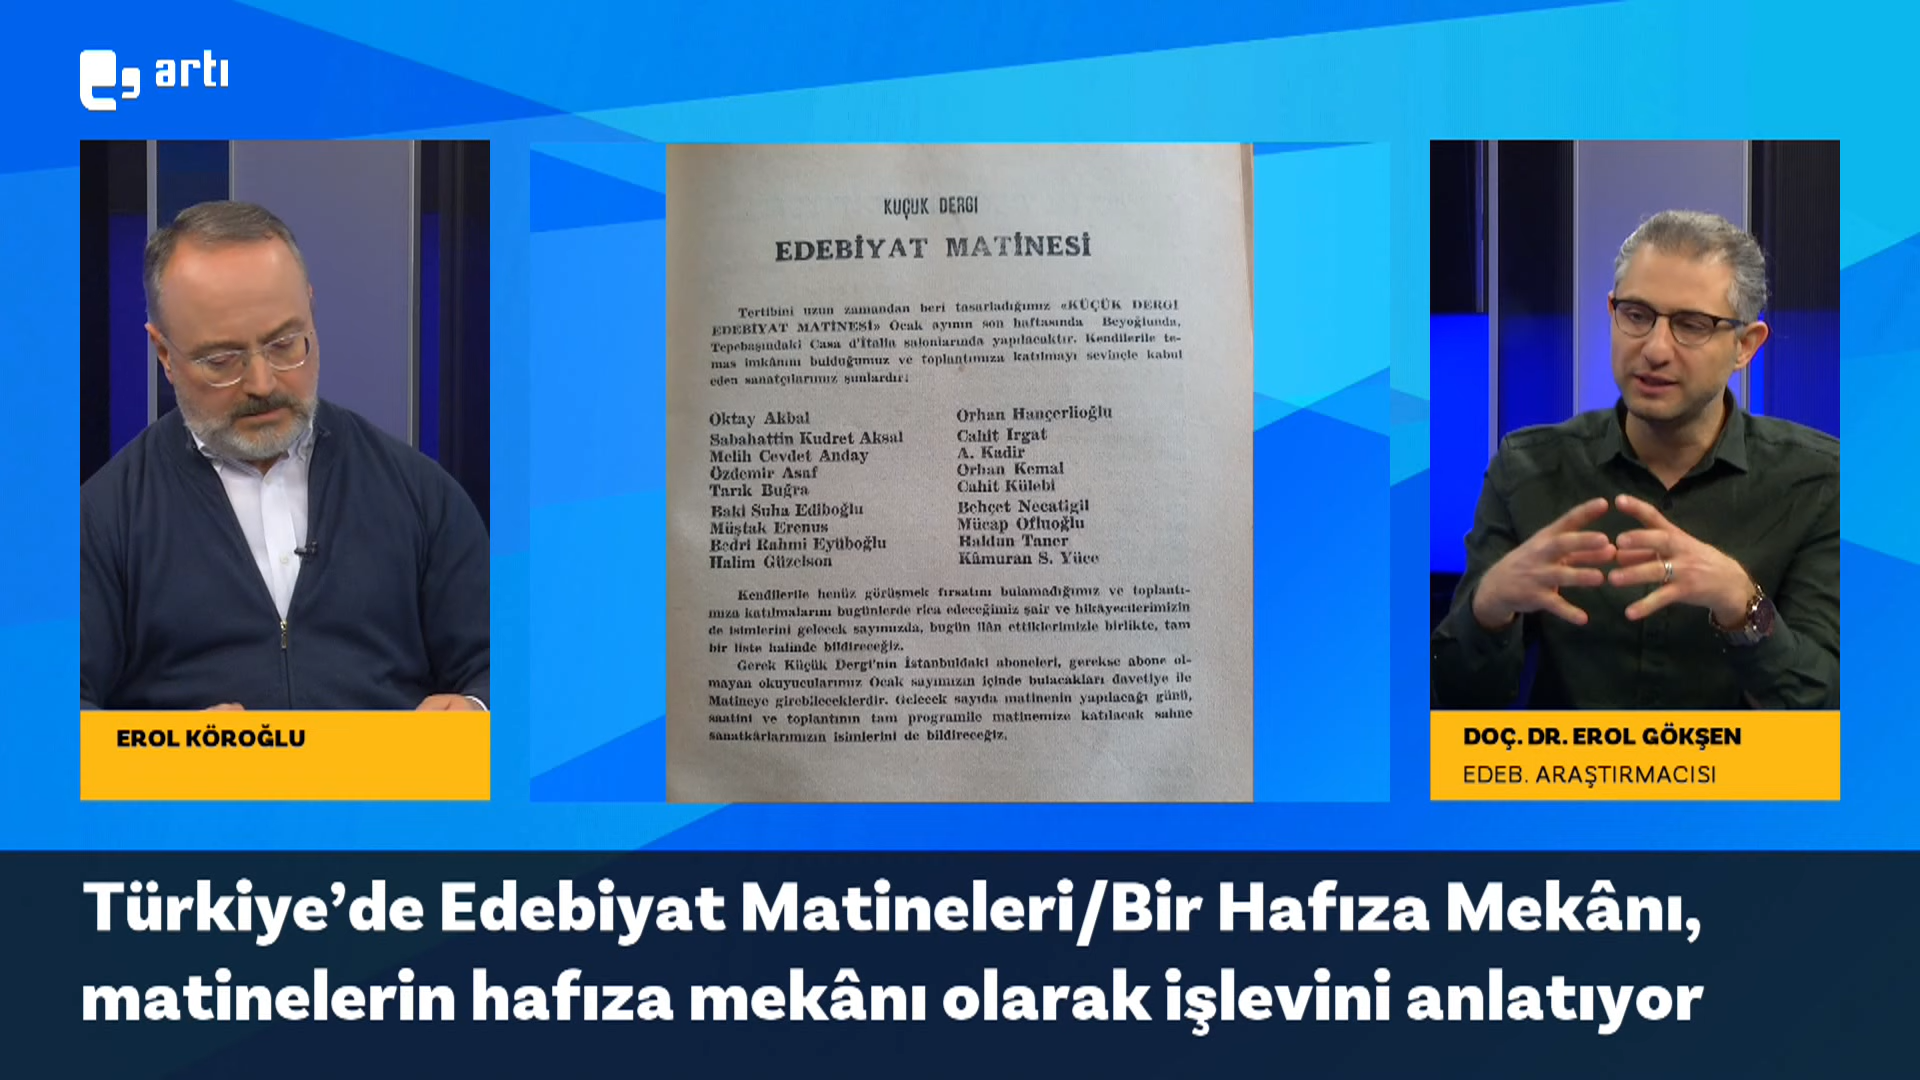 artı
KUÇUK DERGI
EDEBİYAT MATİNESİ
Tertibini uzun zamandan beri tasarladığımız «KÜÇÜK DERGİ
EDEBİYAT MATİNESİ» Ocak ayının son haftasında Beyoğlunda,
Tepebaşındaki Casa d'İtalia salonlarında yapılacaktır. Kendilerile te-
mas imkânını bulduğumuz ve toplantımıza katılmayı sevinçle kabul
eden sanatçılarımız şunlardır:
Oktay Akbal
Sabahattin Kudret Aksal
Melih Cevdet Anday
Özdemir Asaf
Tarık Buğra
Baki Suha Ediboğlu
Müştak Erenus
Bedri Rahmi Eyüboğlu
Halim Güzelson
Orhan Hançerlioğlu
Cahit Irgat
A. Kadir
Orhan Kemal
Cahit Külebi
Behçet Necatigil
Mücap Ofluoğlu
Haldun Taner
Kâmuran S. Yüce
Kendilerile henüz görüşmek fırsatını bulamadığımız ve toplantı-
mıza katılmalarını bugünlerde rica edeceğimiz şair ve hikâyecilerimizin
de isimlerini gelecek sayımızda, bugün ilân ettiklerimizle birlikte, tam
bir liste halinde bildireceğiz.
Gerek Küçük Dergi'nin İstanbuldaki aboneleri, gerekse abone ol-
mayan okuyucularımız Ocak sayımızın içinde bulacakları davetiye ile
Matineye girebileceklerdir. Gelecek sayıda matinenin yapılacağı günü,
saatini ve toplantının tam programile matinemize katılacak sahne
sanatkârlarımızın isimlerini de bildireceğiz.
EROL KÖROĞLU
DOÇ. DR. EROL GÖKŞEN
EDEB. ARAŞTIRMACISI
Türkiye’de Edebiyat Matineleri/Bir Hafıza Mekânı,
matinelerin hafıza mekânı olarak işlevini anlatıyor